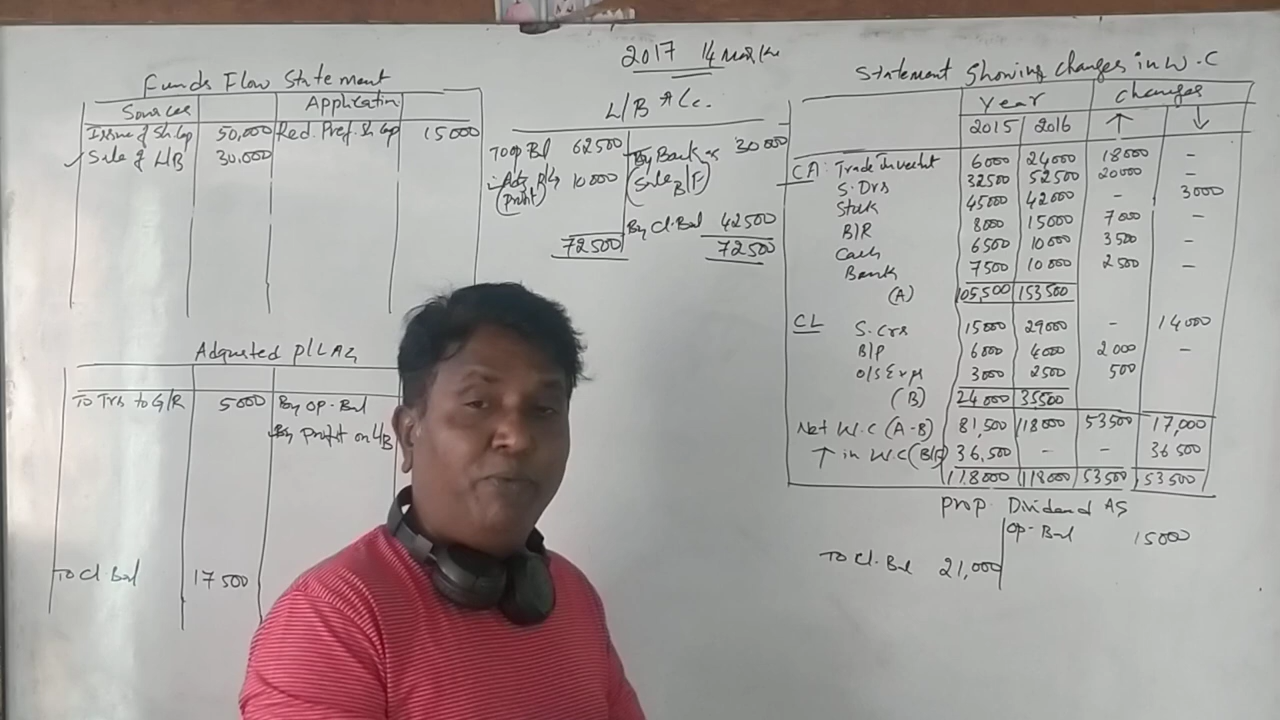 2017 14 Marks
Funds Flow Statement
Sources Application
Issue of Sh. Cap 50,000 Red. Pref. Sh Cap 15000
✓ Sale of L/B 30,000
L/B A/c.
To op Bal 62500 By Bank 30000
10000 (Sale B/F)
(Profit)
By Cl. Bal 42500
72500 72500
Statement Showing Changes in W.C
Year Changes
2015 2016 ↑ ↓
CA: Trade Investt 6000 24000 18000 -
S. Drs 32500 52500 20000 -
Stock 45000 42000 - 3000
B/R 8000 15000 7000 -
Cash 6500 10000 3500 -
Bank 7500 10000 2500 -
(A) 105,500 153500
CL S. Crs 15000 29000 - 14000
B/P 6000 4000 2000 -
O/S Exps 3000 2500 500
(B) 24000 35500
Net W.C (A-B) 81,500 118000 53500 17,000
↑ in W.C (B/F) 36,500 - - 36500
118000 118000 53500 53500
Adjusted P/L A/c
To Trs to G/R 5000 By Op-Bal
By Profit on L/B
To Cl Bal 17500
Prop. Dividend A/c
Op-Bal 15000
To Cl. Bal 21,000